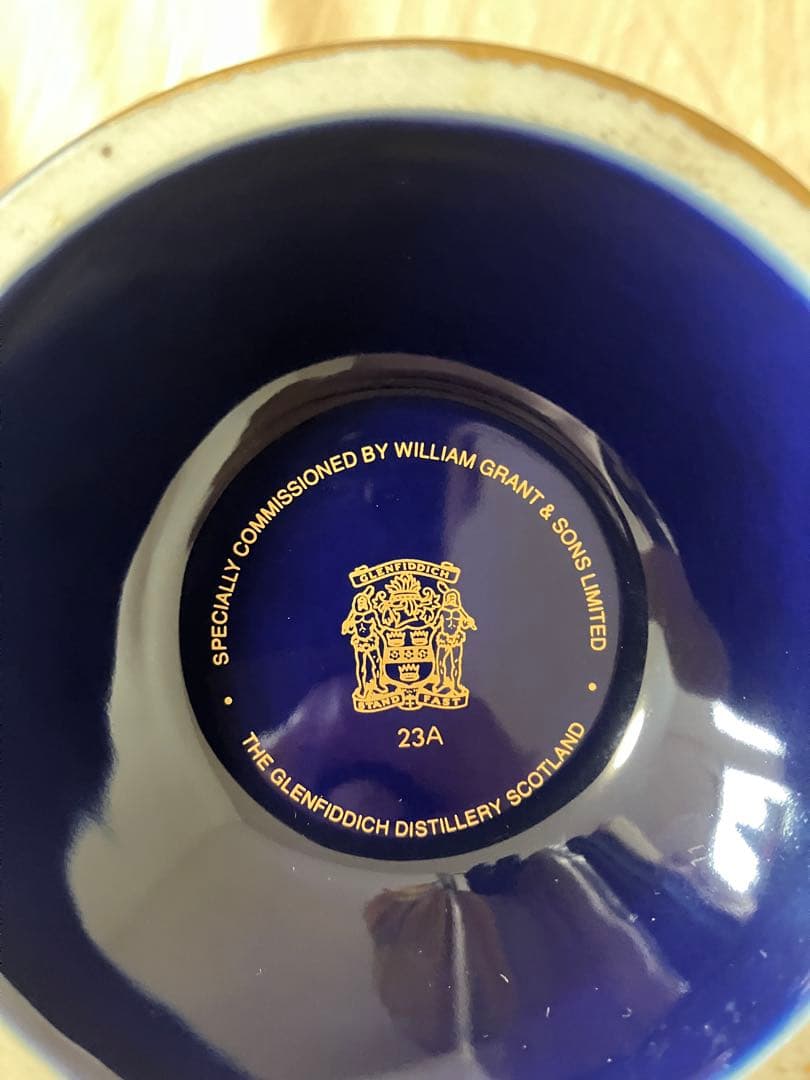 SPECIALLY COMMISSIONED BY WILLIAM GRANT & SONS LIMITED
GLENFIDDICH
STAND FAST
23A
THE GLENFIDDICH DISTILLERY SCOTLAND